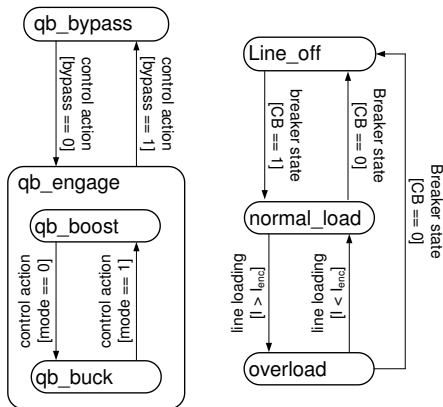 qb_bypass
control action
[bypass == 0]
control action
[bypass == 1]
qb_engage
qb_boost
control action
[mode == 0]
control action
[mode == 1]
qb_buck
Line_off
breaker state
[CB == 1]
Breaker state
[CB == 0]
Breaker state
[CB == 0]
normal_load
line loading
[I > Ienc]
line loading
[I < Ienc]
overload